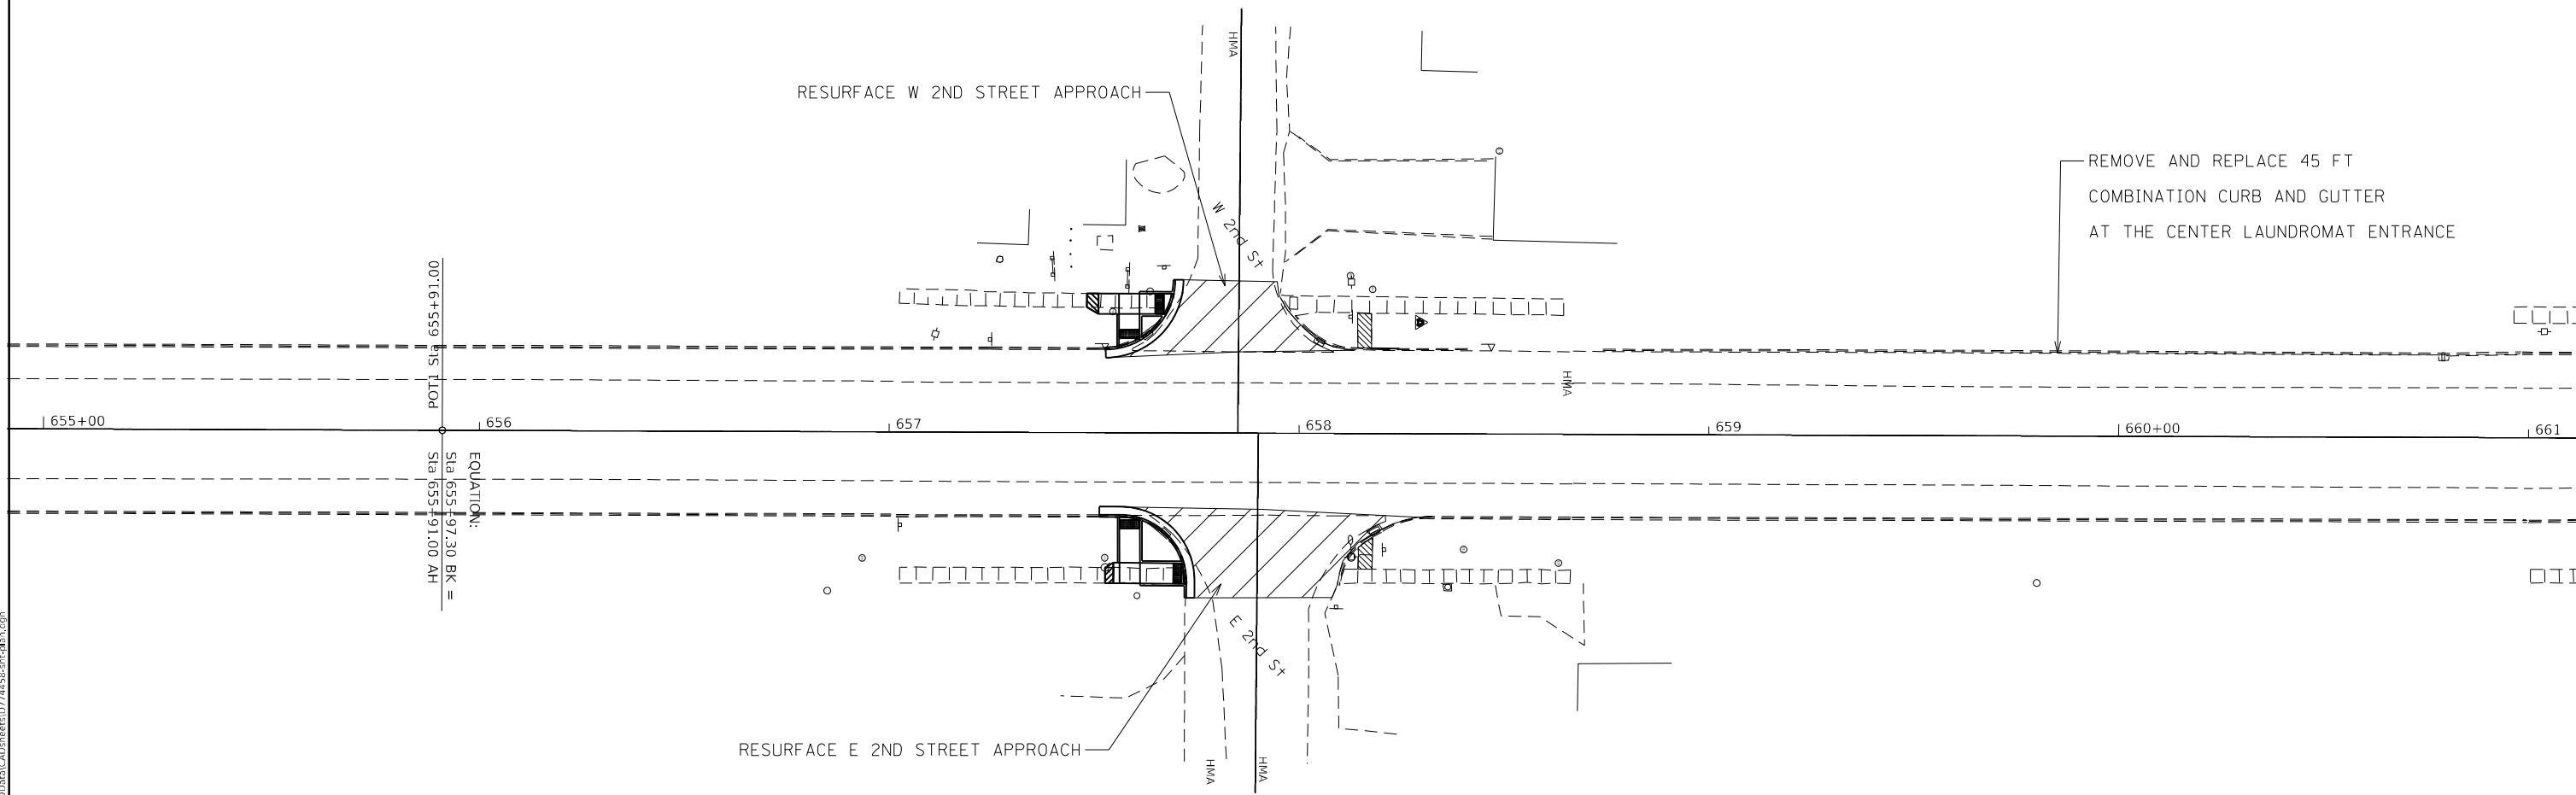 HMA
RESURFACE W 2ND STREET APPROACH
REMOVE AND REPLACE 45 FT
COMBINATION CURB AND GUTTER
AT THE CENTER LAUNDROMAT ENTRANCE
W 2nd St
POT 1 Sta 655+91.00
HMA
655+00
656
657
658
659
660+00
661
EQUATION:
Sta 655+97.30 BK =
Sta 655+91.00 AH
E 2nd St
RESURFACE E 2ND STREET APPROACH
HMA
HMA